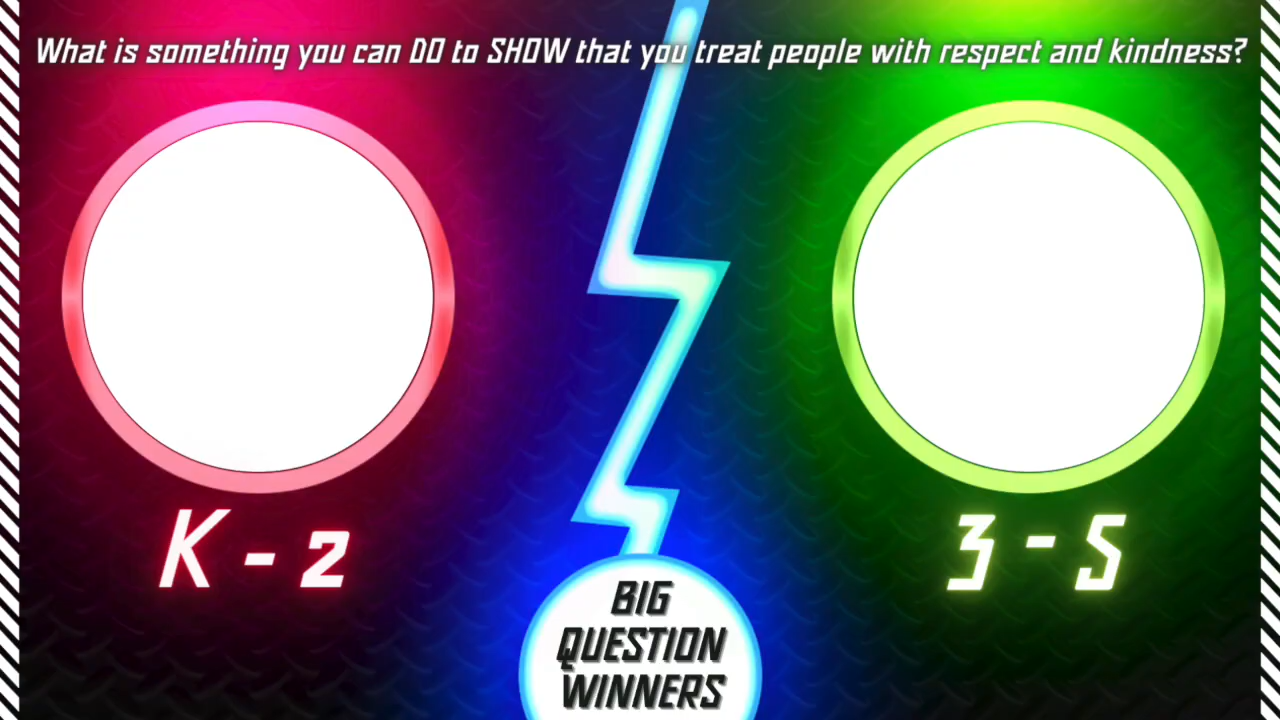 What is something you can DO to SHOW that you treat people with respect and kindness?
K - 2
3 - 5
BIG
QUESTION
WINNERS